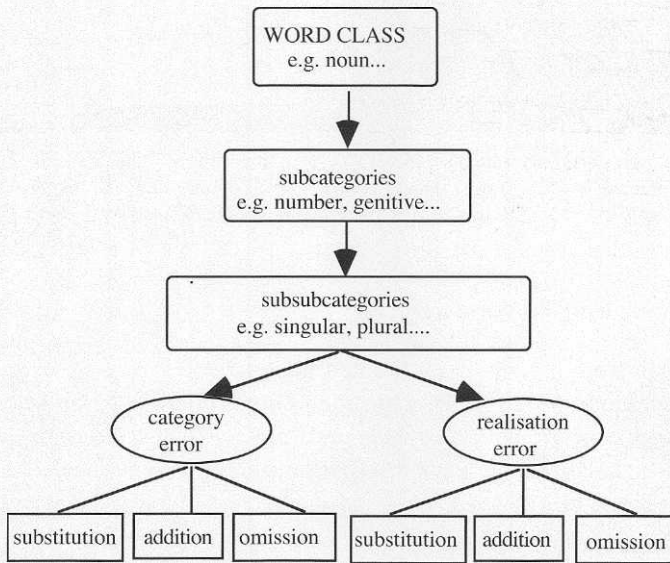 WORD CLASS
e.g. noun...
subcategories
e.g. number, genitive...
subsubcategories
e.g. singular, plural....
category
error
realisation
error
substitution
addition
omission
substitution
addition
omission